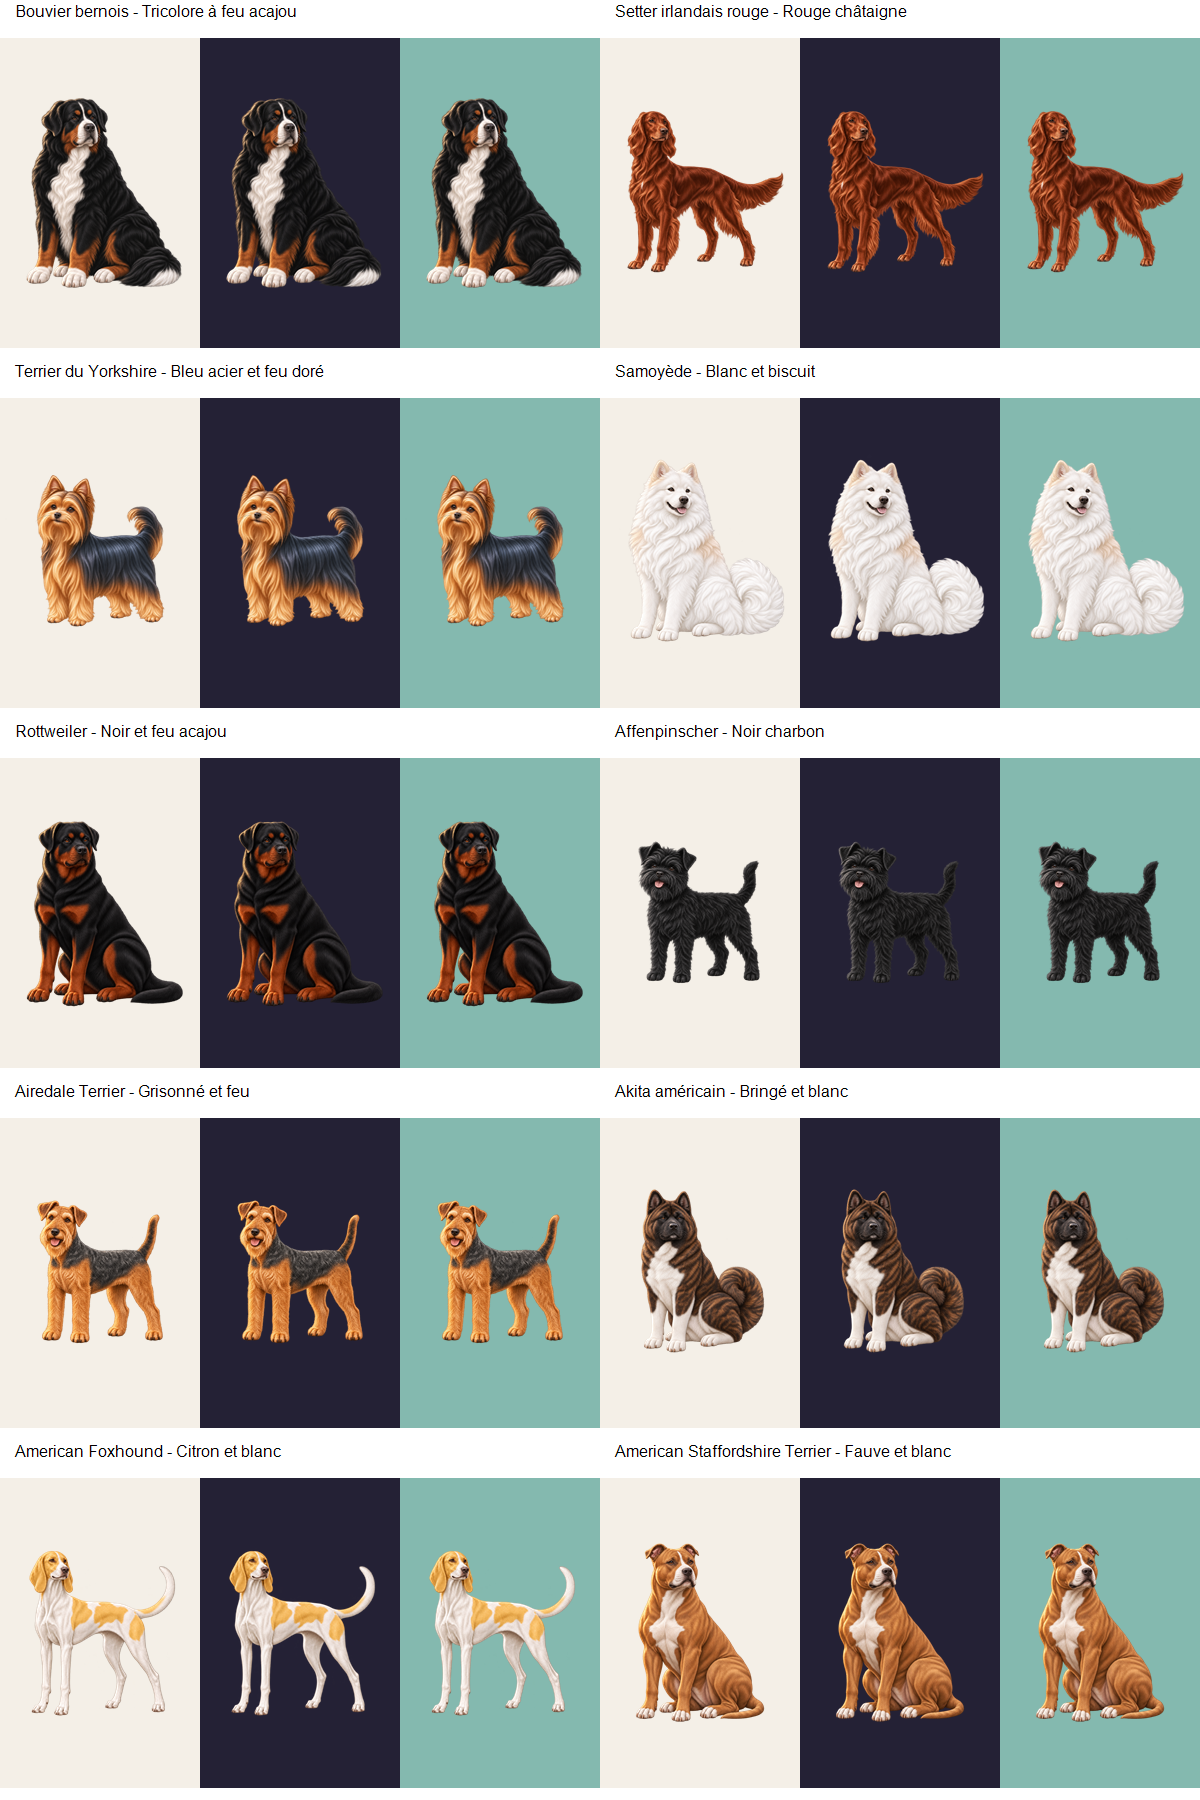 Bouvier bernois - Tricolore à feu acajou
Setter irlandais rouge - Rouge châtaigne
Terrier du Yorkshire - Bleu acier et feu doré
Samoyède - Blanc et biscuit
Rottweiler - Noir et feu acajou
Affenpinscher - Noir charbon
Airedale Terrier - Grisonné et feu
Akita américain - Bringé et blanc
American Foxhound - Citron et blanc
American Staffordshire Terrier - Fauve et blanc